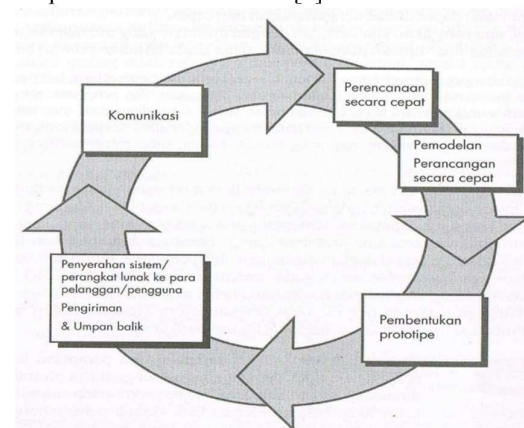 Komunikasi
Perencanaan
secara cepat
Pemodelan
Perancangan
secara cepat
Pembentukan
prototipe
Penyerahan sistem/
perangkat lunak ke para
pelanggan/pengguna
Pengiriman
& Umpan balik